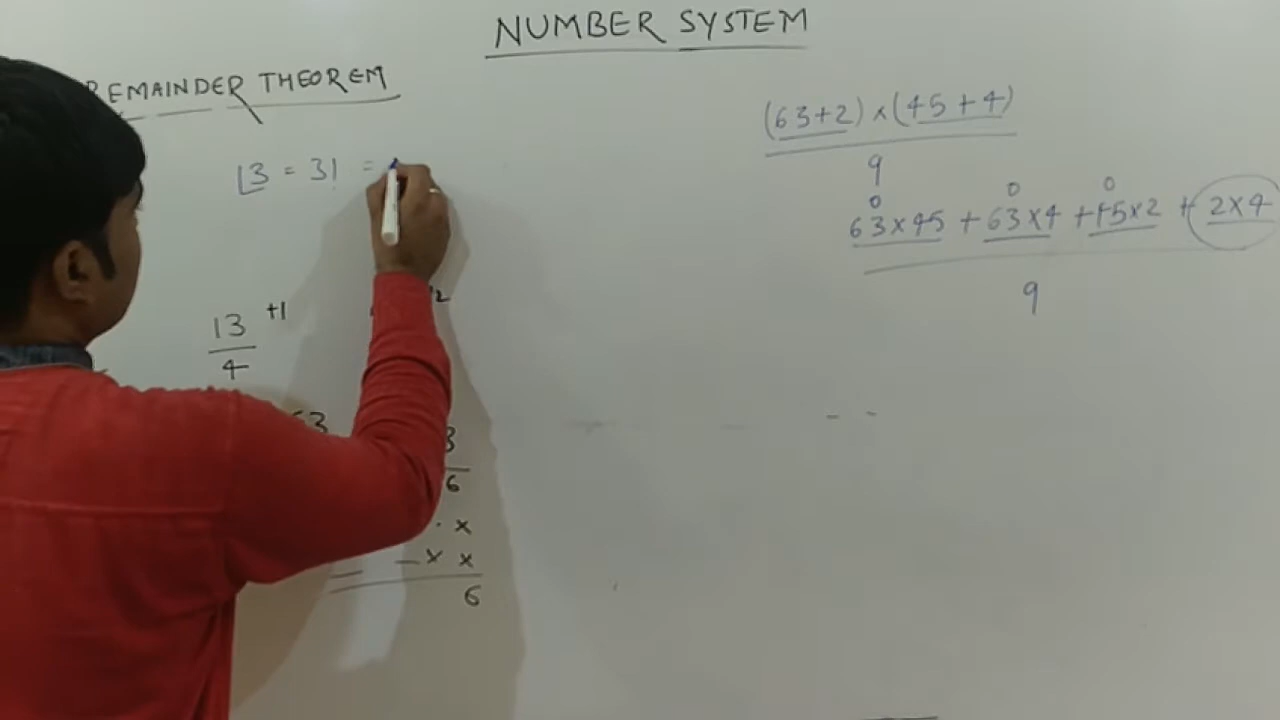 NUMBER SYSTEM
REMAINDER THEOREM
(63+2) × (45+4)
9
⌊3 = 3! =
0 0 0
63×45 + 63×4 + 45×2 + 2×4
9
13 +1
4
63
6
x
– x x
6